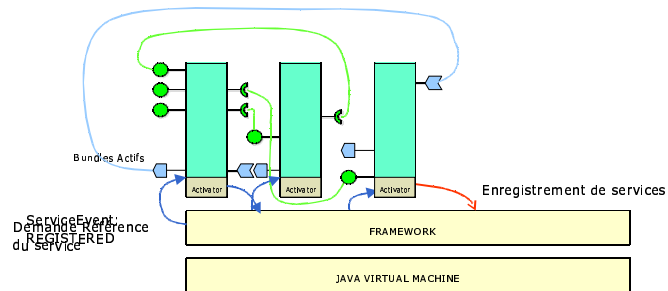 Bundles Actifs
Activator
Activator
Activator
Enregistrement de services
ServiceEvent:
REGISTERED
Demande Référence
du service
FRAMEWORK
JAVA VIRTUAL MACHINE